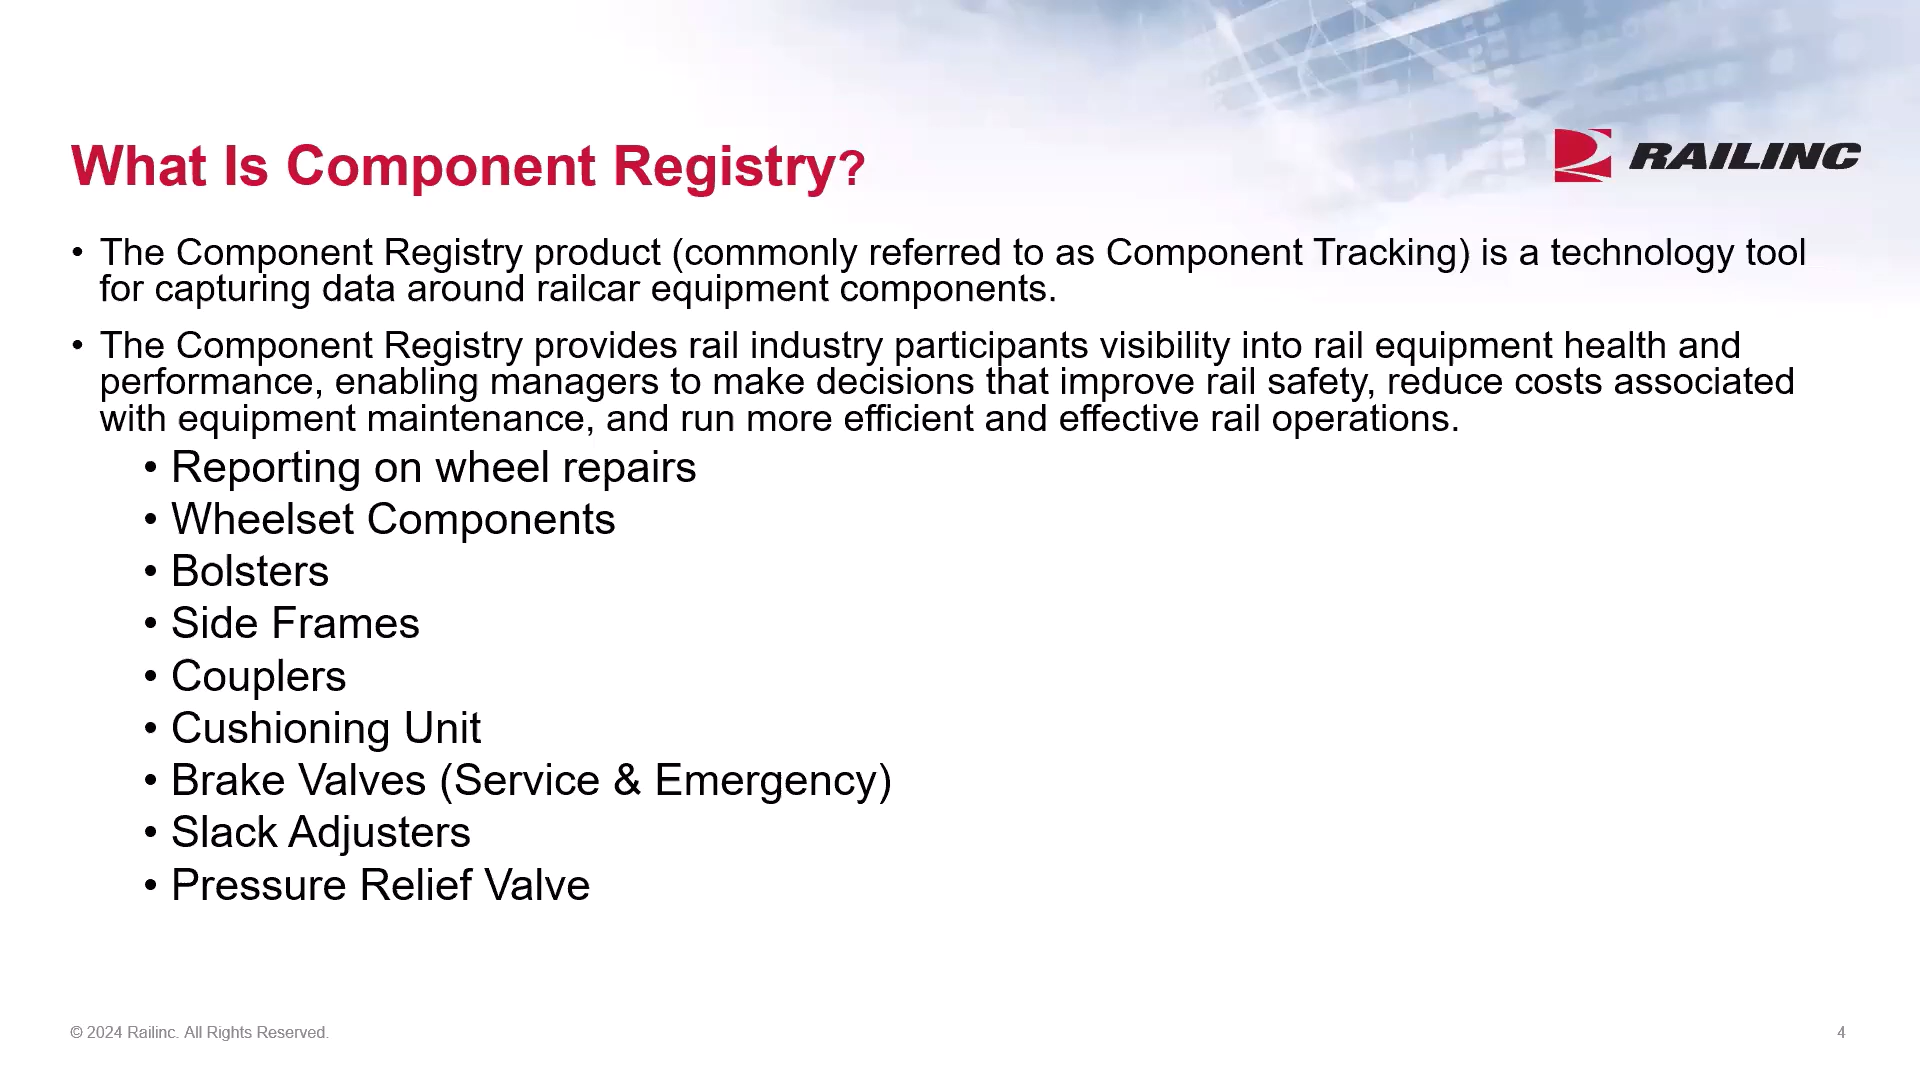 What Is Component Registry?
RAILINC
• The Component Registry product (commonly referred to as Component Tracking) is a technology tool
for capturing data around railcar equipment components.
• The Component Registry provides rail industry participants visibility into rail equipment health and
performance, enabling managers to make decisions that improve rail safety, reduce costs associated
with equipment maintenance, and run more efficient and effective rail operations.
• Reporting on wheel repairs
• Wheelset Components
• Bolsters
• Side Frames
• Couplers
• Cushioning Unit
• Brake Valves (Service & Emergency)
• Slack Adjusters
• Pressure Relief Valve
© 2024 Railinc. All Rights Reserved.
4